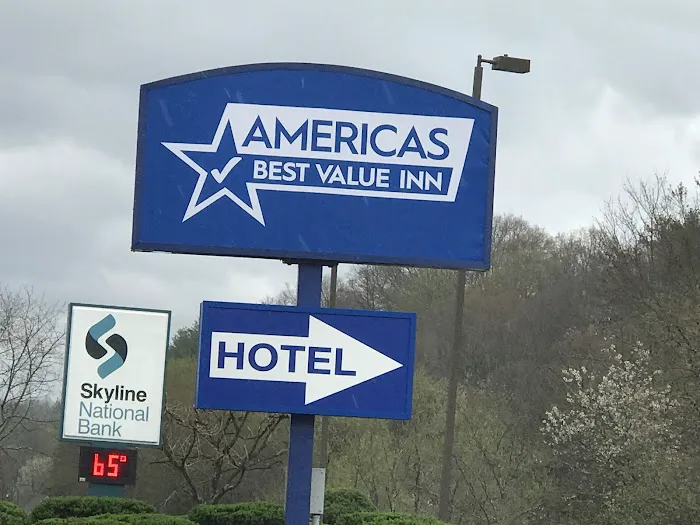 AMERICAS
BEST VALUE INN
HOTEL
Skyline
National
Bank
65°